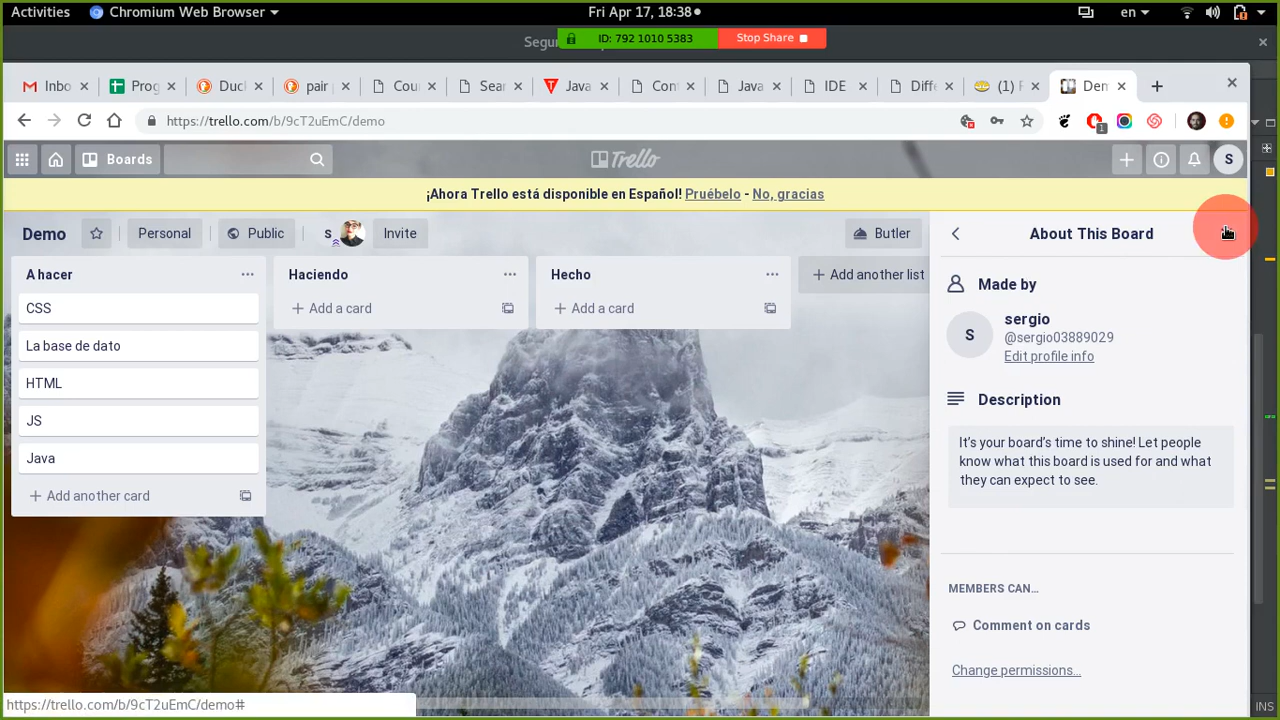 Activities Chromium Web Browser Fri Apr 17, 18:38 en
ID: 792 1010 5383 Stop Share
Inbo Prog Duc pair Cou Sear Java Con Java IDE Diffe (1) Den
https://trello.com/b/9cT2uEmC/demo
1
Boards Trello S
¡Ahora Trello está disponible en Español! Pruébelo - No, gracias
Demo Personal Public S Invite Butler
About This Board
A hacer
CSS
La base de dato
HTML
JS
Java
Add another card
Haciendo
Add a card
Hecho
Add a card
Add another list
Made by
S
sergio
@sergio03889029
Edit profile info
Description
It's your board's time to shine! Let people
know what this board is used for and what
they can expect to see.
MEMBERS CAN…
Comment on cards
Change permissions…
https://trello.com/b/9cT2uEmC/demo#
INS